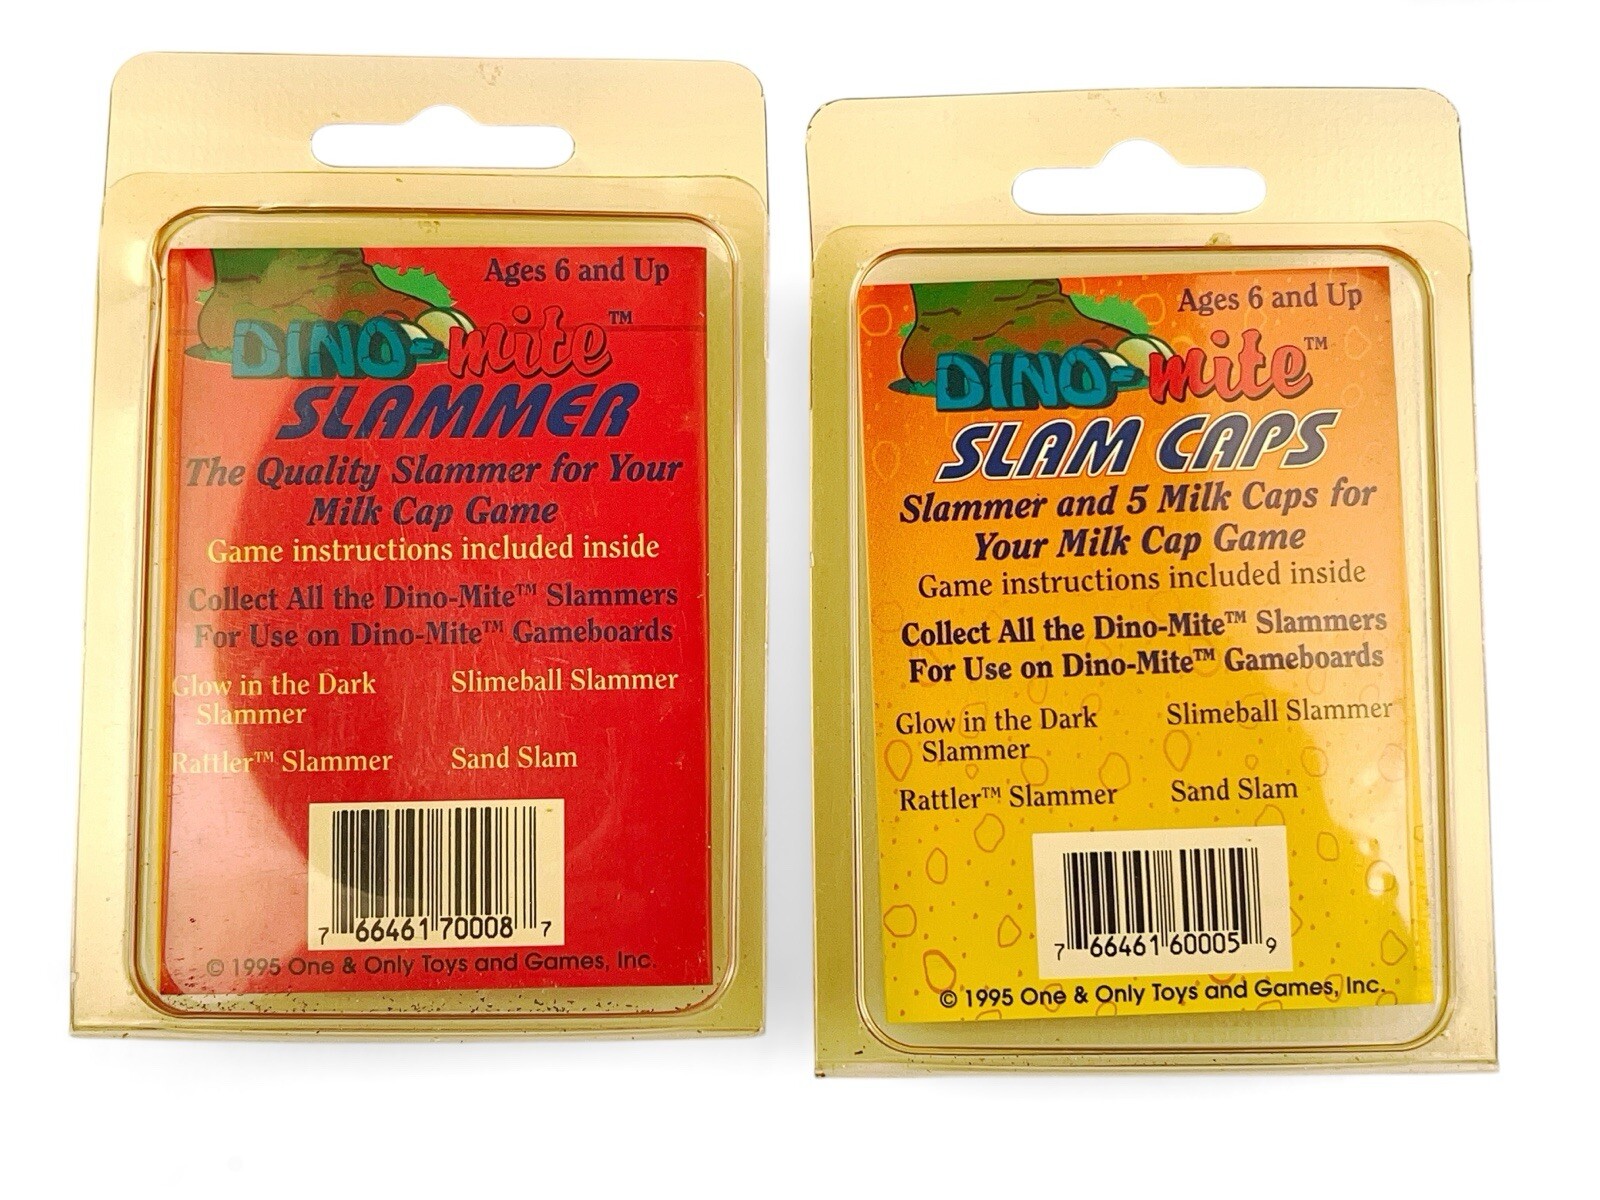 Ages 6 and Up
DINO-mite™
SLAMMER
The Quality Slammer for Your
Milk Cap Game
Game instructions included inside
Collect All the Dino-Mite™ Slammers
For Use on Dino-Mite™ Gameboards
Glow in the Dark Slimeball Slammer
Slammer
Rattler™ Slammer Sand Slam
7 66461 70008 7
© 1995 One & Only Toys and Games, Inc.
Ages 6 and Up
DINO-mite™
SLAM CAPS
Slammer and 5 Milk Caps for
Your Milk Cap Game
Game instructions included inside
Collect All the Dino-Mite™ Slammers
For Use on Dino-Mite™ Gameboards
Glow in the Dark Slimeball Slammer
Slammer
Rattler™ Slammer Sand Slam
7 66461 60005 9
© 1995 One & Only Toys and Games, Inc.